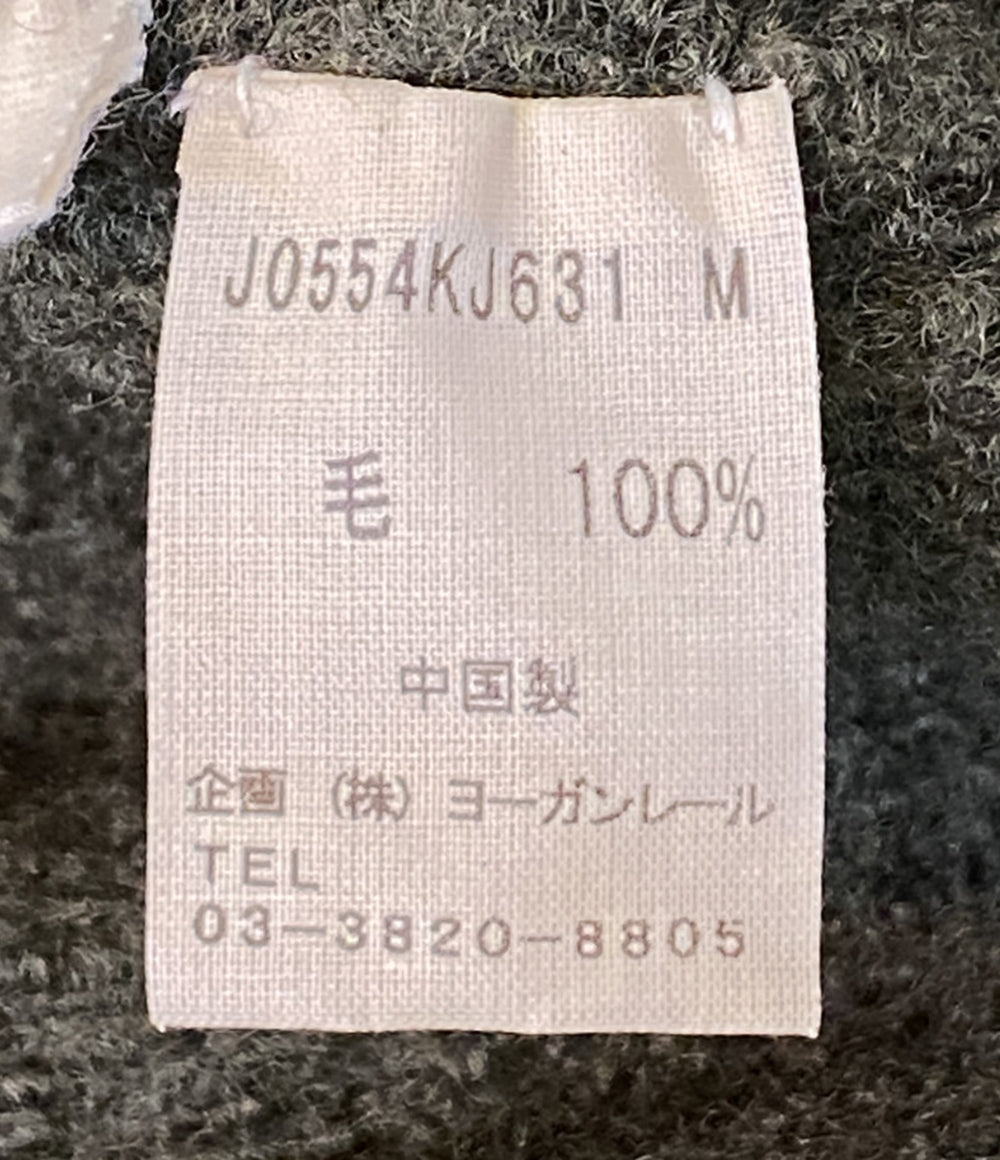 J0554KJ631 M
毛 100%
中国製
企画 (株) ヨーガンレール
TEL
03-3820-8805